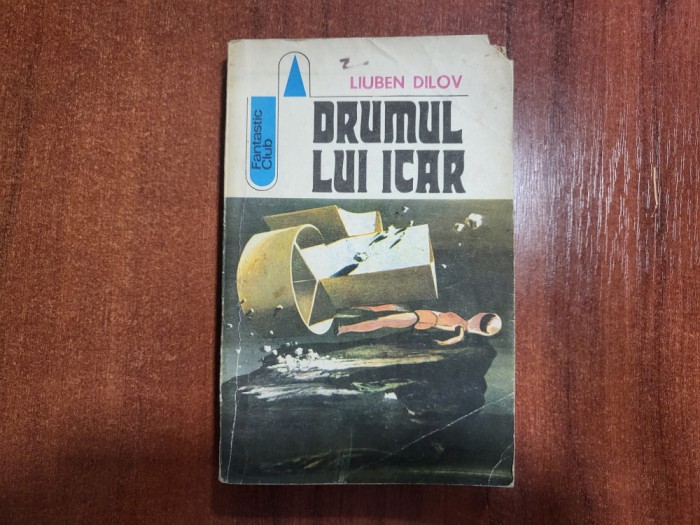 LIUBEN DILOV
DRUMUL
LUI ICAR
Fantastic
Club